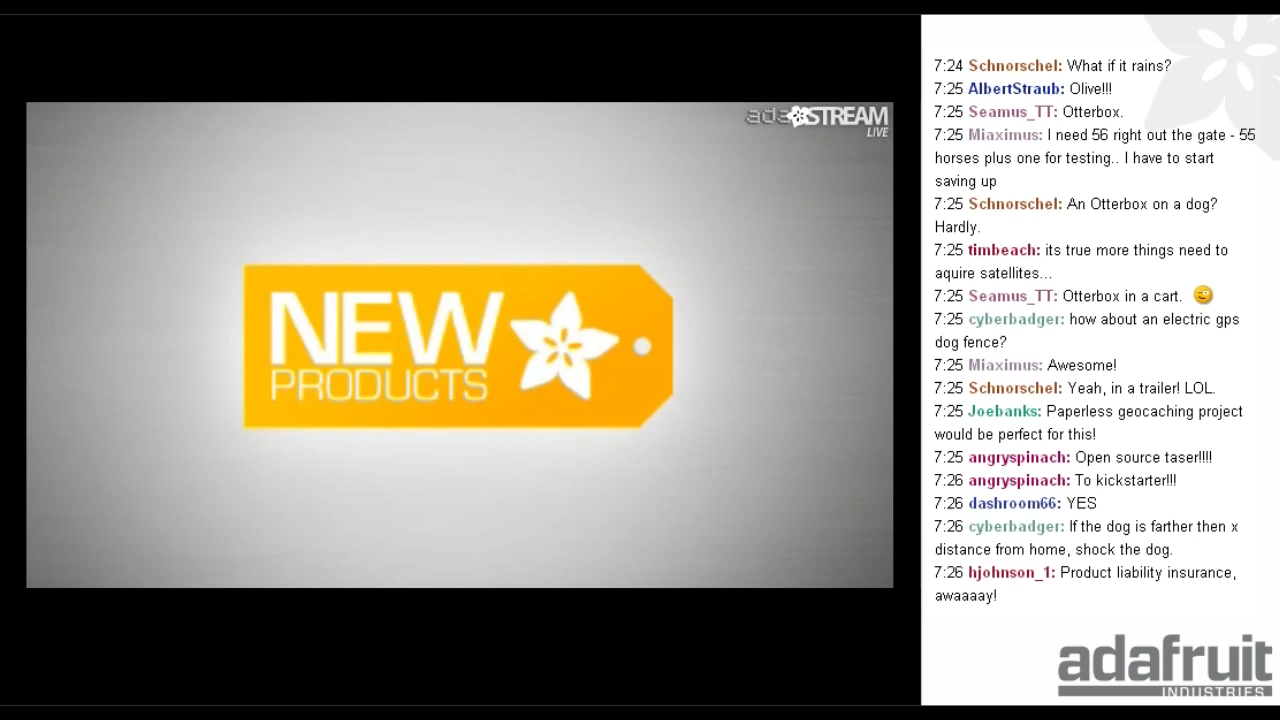 adaSTREAM
LIVE
NEW
PRODUCTS
7:24 Schnorschel: What if it rains?
7:25 AlbertStraub: Olive!!!
7:25 Seamus_TT: Otterbox.
7:25 Miaximus: I need 56 right out the gate - 55
horses plus one for testing.. I have to start
saving up
7:25 Schnorschel: An Otterbox on a dog?
Hardly.
7:25 timbeach: its true more things need to
aquire satellites...
7:25 Seamus_TT: Otterbox in a cart.
7:25 cyberbadger: how about an electric gps
dog fence?
7:25 Miaximus: Awesome!
7:25 Schnorschel: Yeah, in a trailer! LOL.
7:25 Joebanks: Paperless geocaching project
would be perfect for this!
7:25 angryspinach: Open source taser!!!!
7:26 angryspinach: To kickstarter!!!
7:26 dashroom66: YES
7:26 cyberbadger: If the dog is farther then x
distance from home, shock the dog.
7:26 hjohnson_1: Product liability insurance,
awaaaay!
adafruit
INDUSTRIES